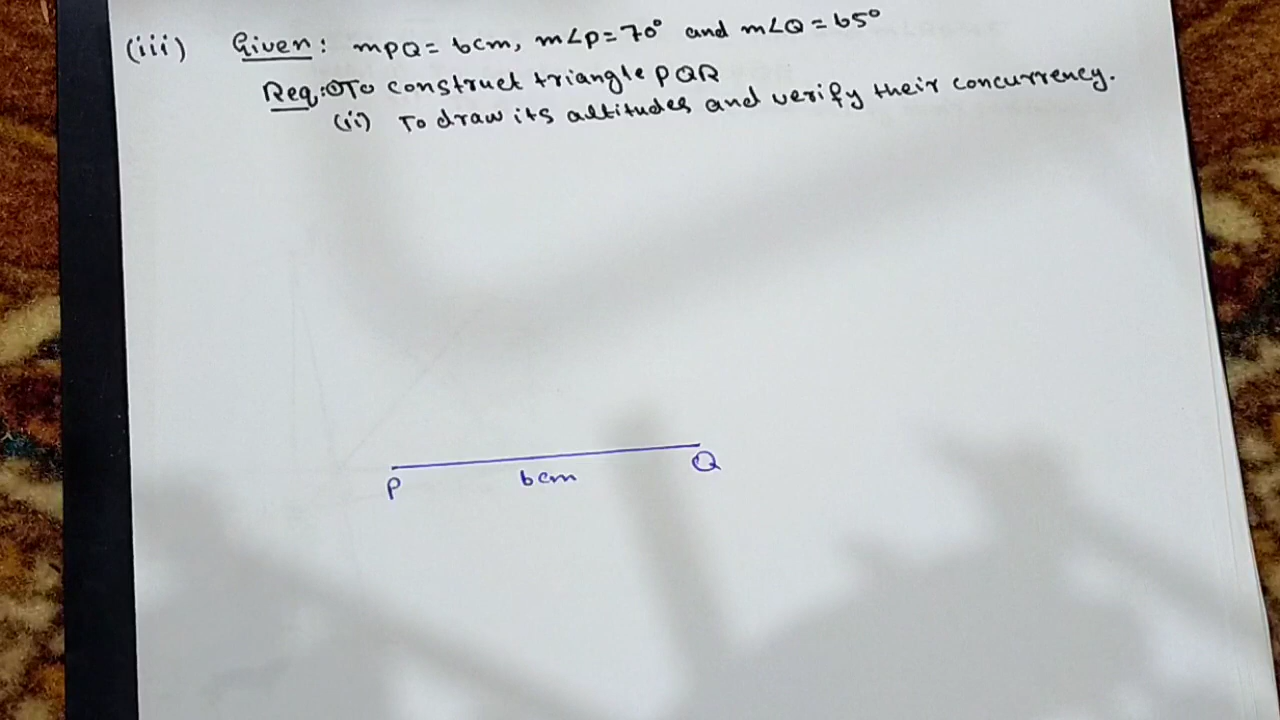 (iii) Given: mPQ = 6cm, m∠P=70° and m∠Q = 65°
Req: (i) To construct triangle PQR
(ii) To draw its altitudes and verify their concurrency.
P 6cm Q